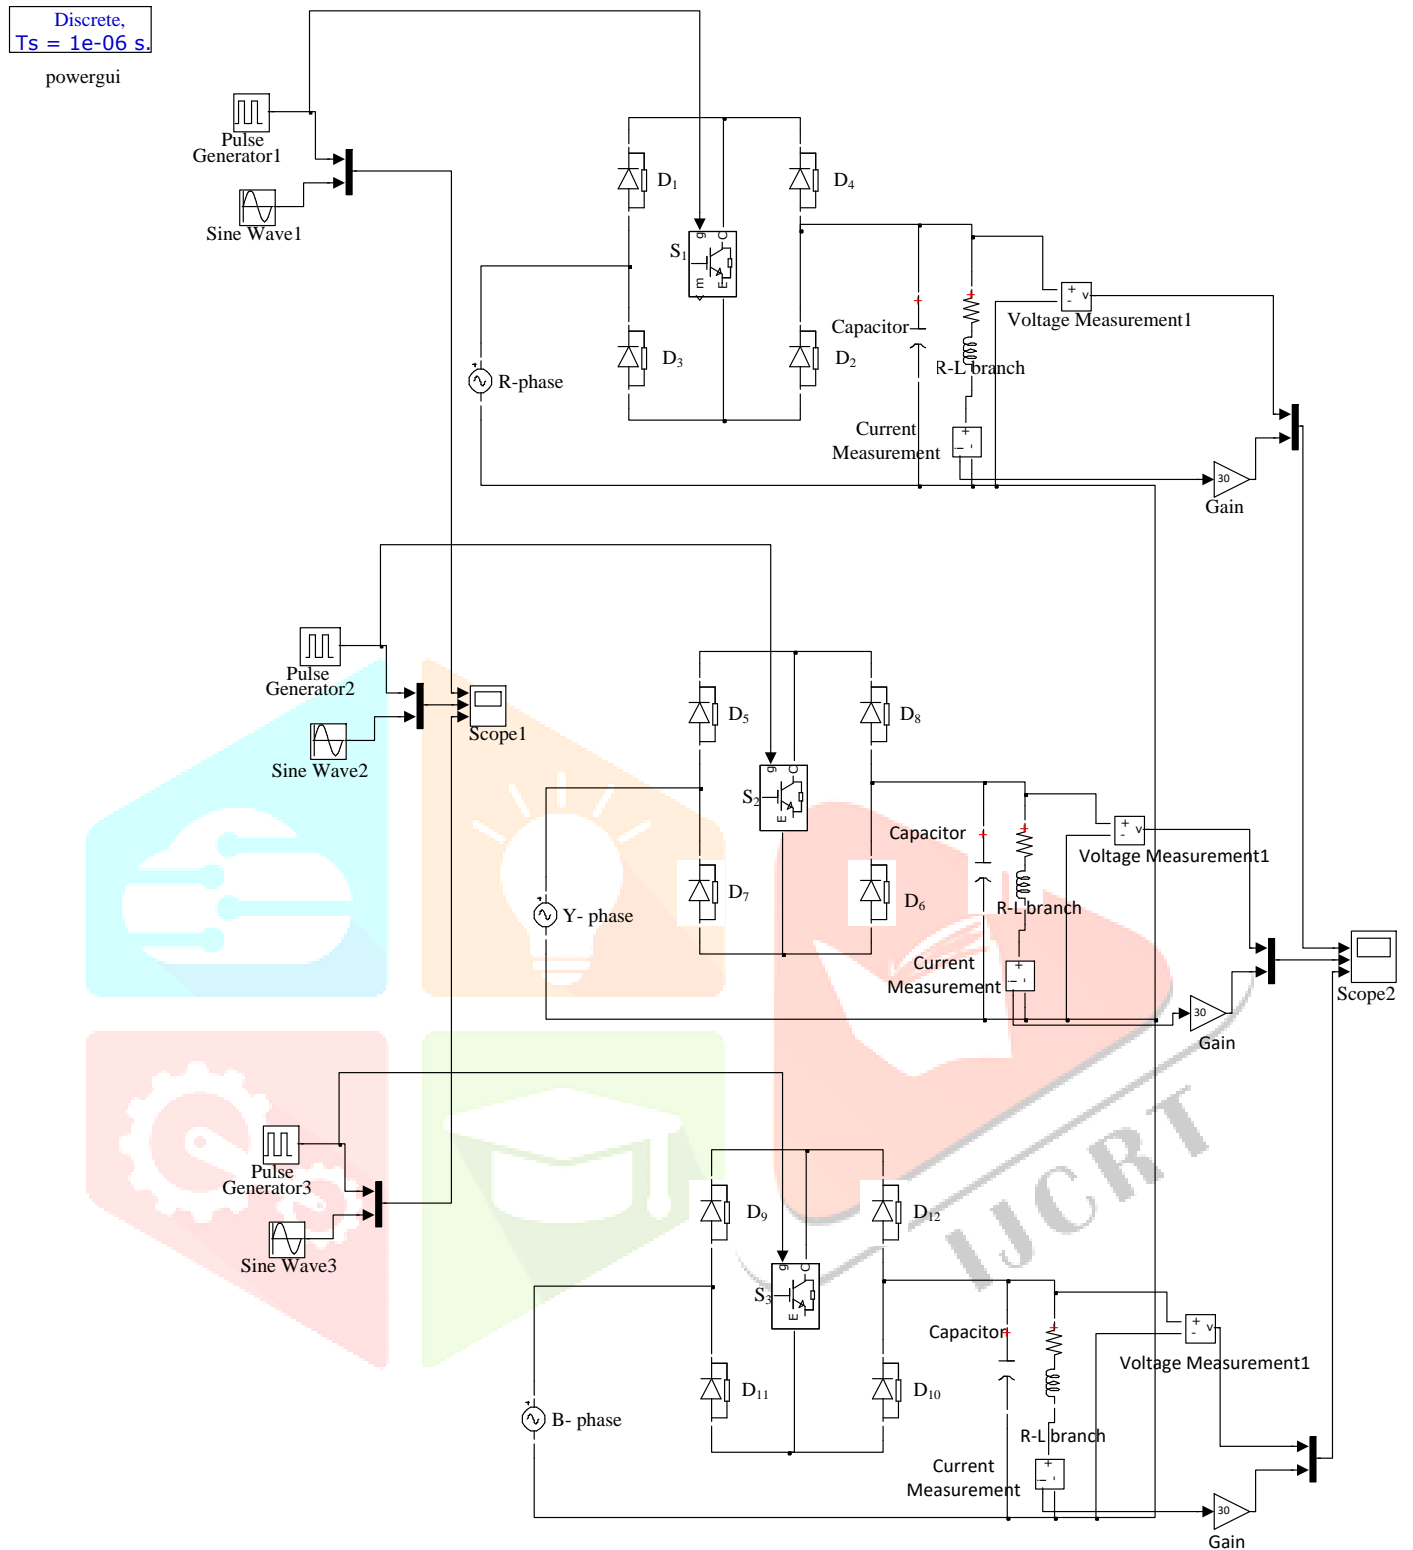 Discrete,
Ts = 1e-06 s.
powergui
Pulse
Generator1
Sine Wave1
D1
D4
S1
g
C
m
E
D3
D2
R-phase
Capacitor
R-L branch
+
-
v
Voltage Measurement1
Current
Measurement
+
-
i
30
Gain
Pulse
Generator2
Sine Wave2
Scope1
D5
D8
S2
g
C
E
D7
D6
Y- phase
Capacitor
R-L branch
+
-
v
Voltage Measurement1
Current
Measurement
+
-
i
30
Gain
Scope2
Pulse
Generator3
Sine Wave3
D9
D12
S3
g
C
E
D11
D10
B- phase
Capacitor
R-L branch
+
-
v
Voltage Measurement1
Current
Measurement
+
-
i
30
Gain
IJCRT